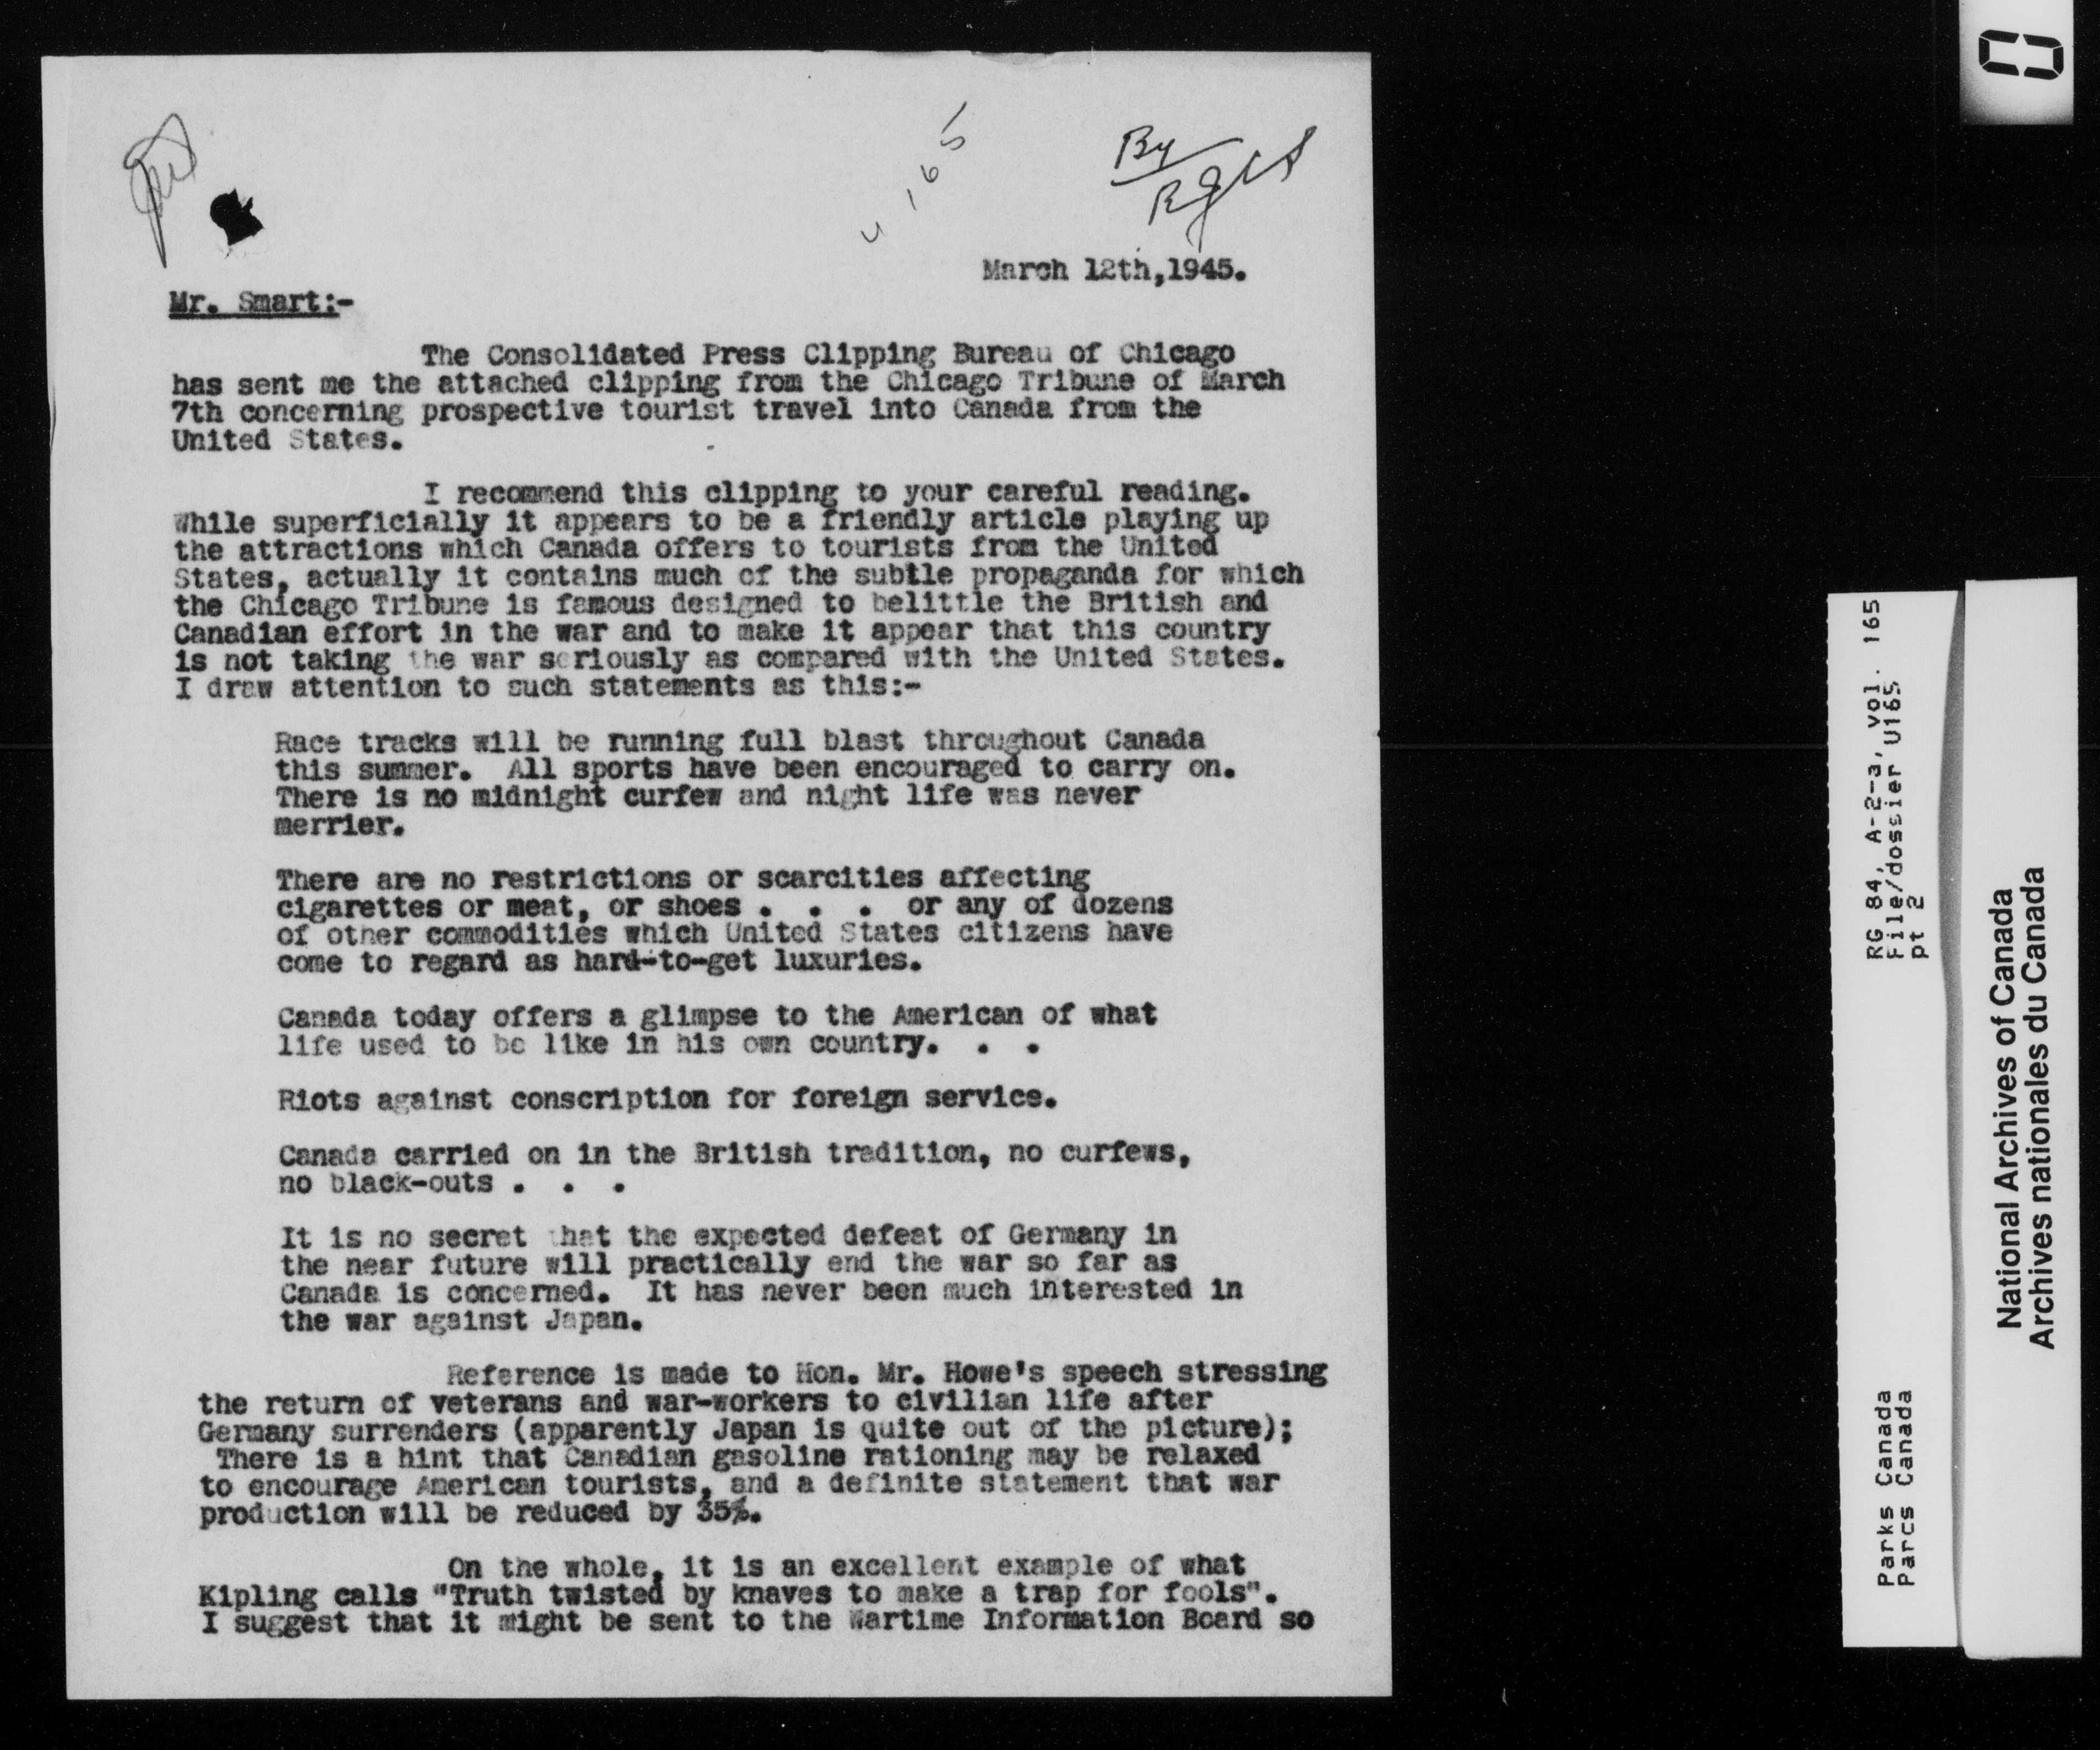 U 165
By
March 12th,1945.
Mr. Smart:-
The Consolidated Press Clipping Bureau of Chicago
has sent me the attached clipping from the Chicago Tribune of March
7th concerning prospective tourist travel into Canada from the
United States.
I recommend this clipping to your careful reading.
While superficially it appears to be a friendly article playing up
the attractions which Canada offers to tourists from the United
States, actually it contains much of the subtle propaganda for which
the Chicago Tribune is famous designed to belittle the British and
Canadian effort in the war and to make it appear that this country
is not taking the war seriously as compared with the United States.
I draw attention to such statements as this:-
Race tracks will be running full blast throughout Canada
this summer. All sports have been encouraged to carry on.
There is no midnight curfew and night life was never
merrier.
There are no restrictions or scarcities affecting
cigarettes or meat, or shoes . . . or any of dozens
of other commodities which United States citizens have
come to regard as hard-to-get luxuries.
Canada today offers a glimpse to the American of what
life used to be like in his own country. . .
Riots against conscription for foreign service.
Canada carried on in the British tradition, no curfews,
no black-outs . . .
It is no secret that the expected defeat of Germany in
the near future will practically end the war so far as
Canada is concerned. It has never been much interested in
the war against Japan.
Reference is made to Hon. Mr. Howe's speech stressing
the return of veterans and war-workers to civilian life after
Germany surrenders (apparently Japan is quite out of the picture);
There is a hint that Canadian gasoline rationing may be relaxed
to encourage American tourists, and a definite statement that war
production will be reduced by 35%.
On the whole, it is an excellent example of what
Kipling calls "Truth twisted by knaves to make a trap for fools".
I suggest that it might be sent to the Wartime Information Board so
RG 84, A-2-a, vol. 165
File/dossier U165
pt 2
Parks Canada
Parcs Canada
National Archives of Canada
Archives nationales du Canada